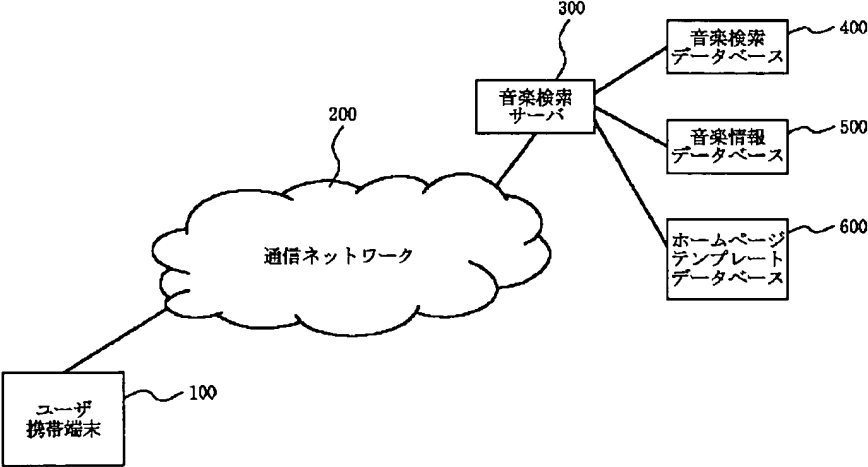 300
音楽検索
サーバ
音楽検索
データベース
400
音楽情報
データベース
500
ホームページ
テンプレート
データベース
600
200
通信ネットワーク
ユーザ
携帯端末
100